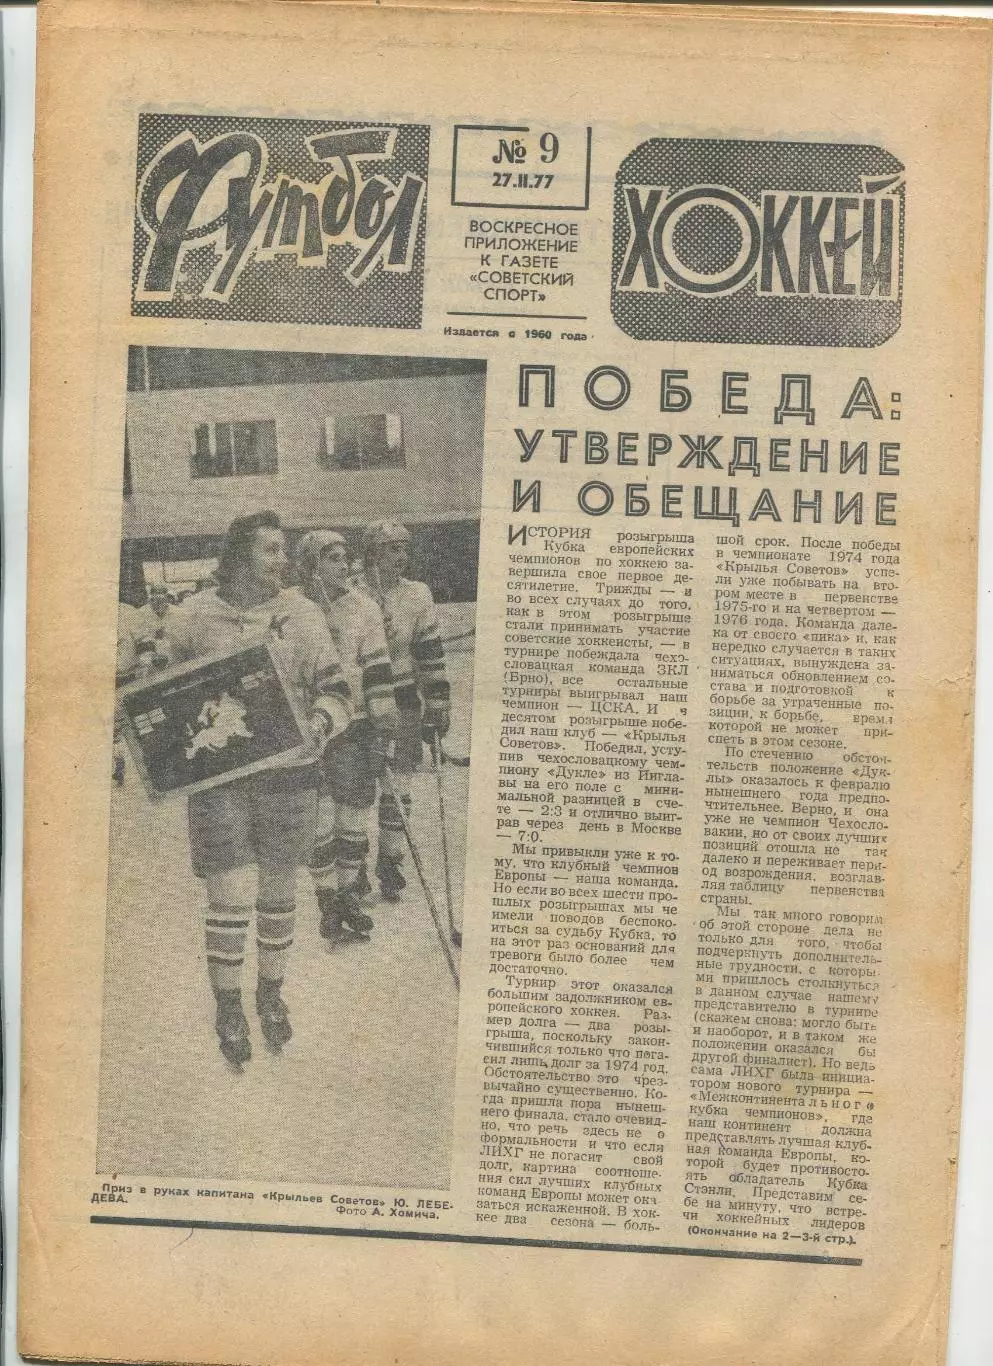 Футбол
№ 9
27.II.77
ВОСКРЕСНОЕ
ПРИЛОЖЕНИЕ
К ГАЗЕТЕ
«СОВЕТСКИЙ
СПОРТ»
Издается с 1960 года
ХОККЕЙ
ПОБЕДА:
УТВЕРЖДЕНИЕ
И ОБЕЩАНИЕ
ИСТОРИЯ розыгрыша
Кубка европейских
чемпионов по хоккею за-
вершила свое первое де-
сятилетие. Трижды — и
во всех случаях до того,
как в этом розыгрыше
стали принимать участие
советские хоккеисты, — в
турнире побеждала чехо-
словацкая команда ЗКЛ
(Брно), все остальные
турниры выигрывал наш
чемпион — ЦСКА. И в
десятом розыгрыше побе-
дил наш клуб — «Крылья
Советов». Победил, усту-
пив чехословацкому чем-
пиону «Дукле» из Йигла-
вы на его поле с мини-
мальной разницей в сче-
те — 2:3 и отлично выиг-
рав через день в Москве
— 7:0.
Мы привыкли уже к то-
му, что клубный чемпион
Европы — наша команда.
Но если во всех шести про-
шлых розыгрышах мы не
имели поводов беспоко-
иться за судьбу Кубка, то
на этот раз оснований для
тревоги было более чем
достаточно.
Турнир этот оказался
большим задолжником ев-
ропейского хоккея. Раз-
мер долга — два розы-
грыша, поскольку закон-
чившийся только что пога-
сил лишь долг за 1974 год.
Обстоятельство это чрез-
вычайно существенно. Ко-
гда пришла пора нынеш-
него финала, стало очевид-
но, что речь здесь не о
формальности и что если
ЛИХГ не погасит свой
долг, картина соотноше-
ния сил лучших клубных
команд Европы может ока-
заться искаженной. В хок-
кее два сезона — боль-
шой срок. После победы
в чемпионате 1974 года
«Крылья Советов» успе-
ли уже побывать на вто-
ром месте в первенстве
1975-го и на четвертом —
1976 года. Команда дале-
ка от своего «пика» и, как
нередко случается в таких
ситуациях, вынуждена за-
ниматься обновлением со-
става и подготовкой к
борьбе за утраченные по-
зиции, к борьбе, время
которой не может при-
спеть в этом сезоне.
По стечению обстоя-
тельств положение «Дук-
лы» оказалось к февралю
нынешнего года предпо-
чтительнее. Верно, и она
уже не чемпион Чехосло-
вакии, но от своих лучших
позиций отошла не так
далеко и переживает пери-
од возрождения, возглав-
ляя таблицу первенства
страны.
Мы так много говорим
об этой стороне дела не
только для того, чтобы
подчеркнуть дополнитель-
ные трудности, с которы-
ми пришлось столкнуться
в данном случае нашему
представителю в турнире
(скажем снова: могло быть
и наоборот, и в таком же
положении оказался бы
другой финалист). Но ведь
сама ЛИХГ была инициа-
тором нового турнира —
«Межконтинентального
кубка чемпионов», где
наш континент должна
представлять лучшая клуб-
ная команда Европы, ко-
торой будет противосто-
ять обладатель Кубка
Стэнли. Представим се-
бе на минуту, что встре-
чи хоккейных лидеров
(Окончание на 2—3-й стр.).
Приз в руках капитана «Крыльев Советов» Ю. ЛЕБЕ-
ДЕВА.
Фото А. Хомича.